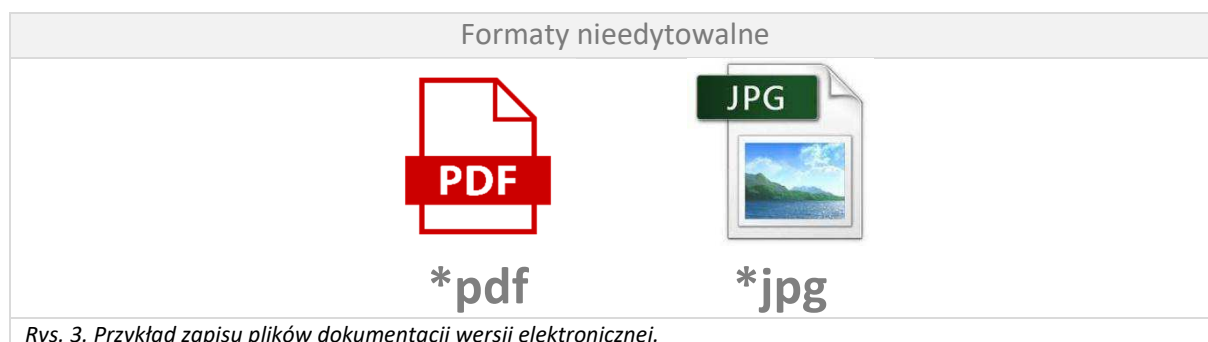 Formaty nieedytowalne
JPG
PDF
*pdf *jpg
Rys. 3. Przykład zapisu plików dokumentacji wersji elektronicznej.